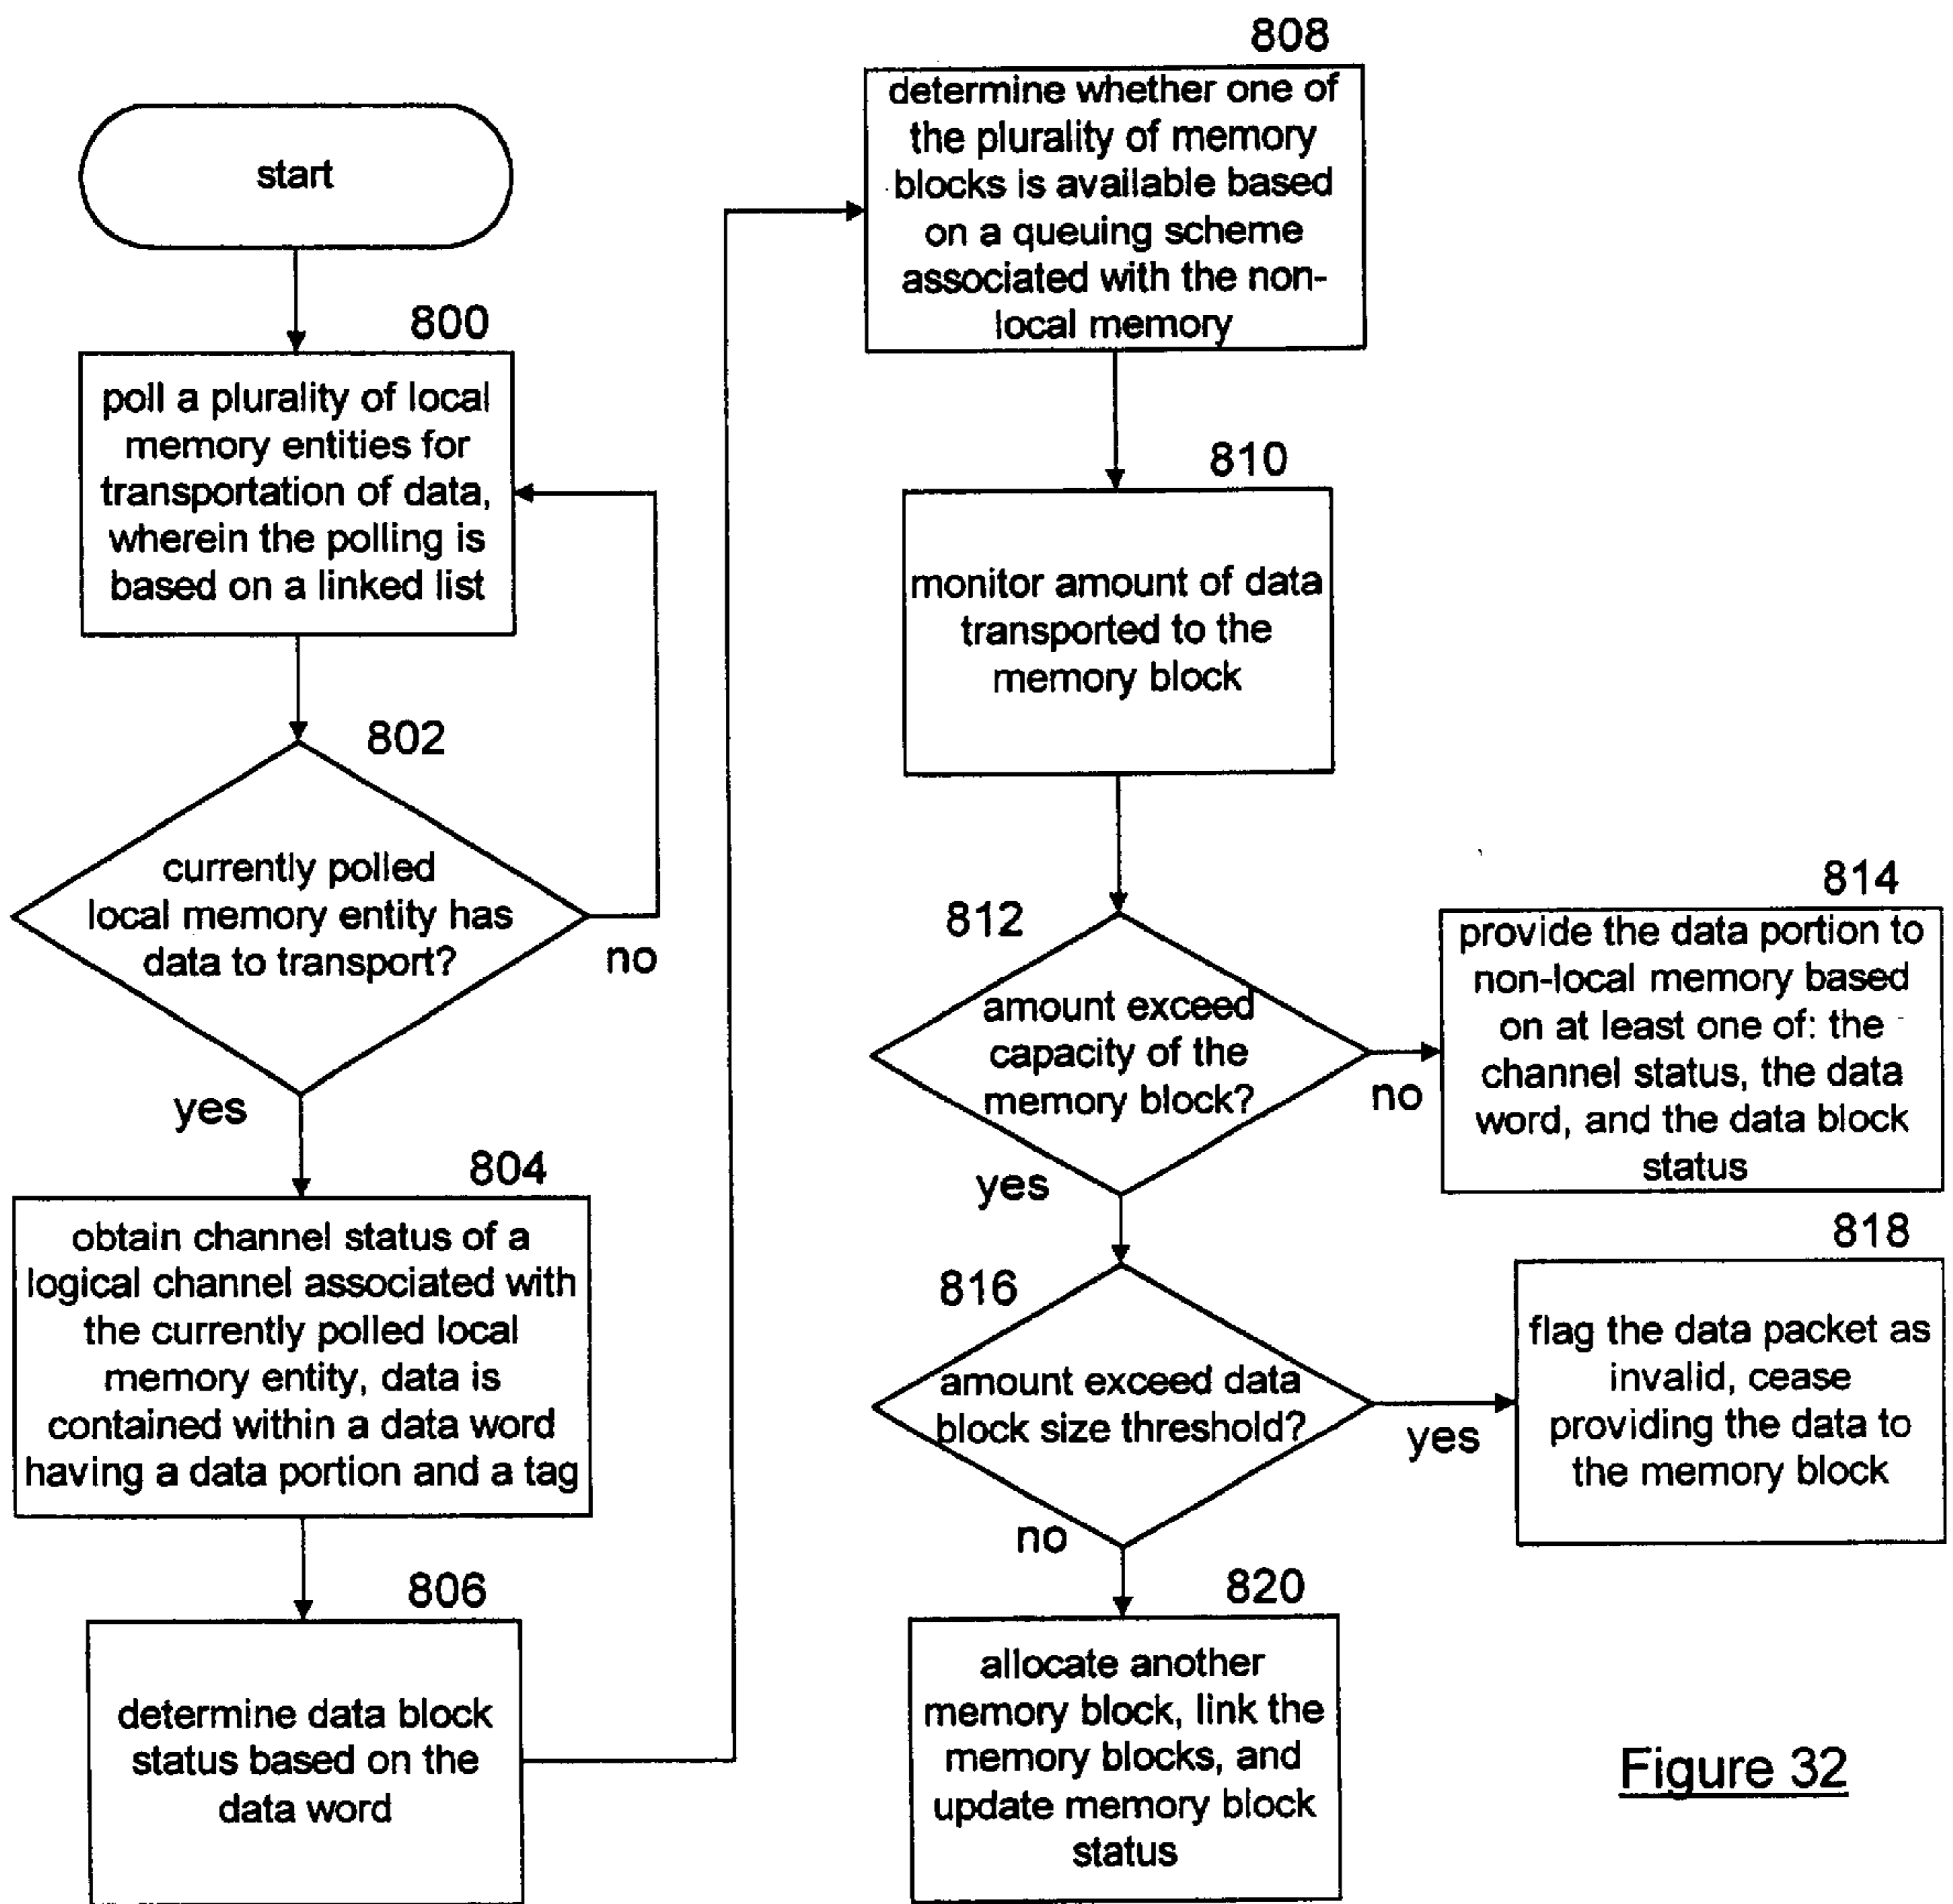 start
800
poll a plurality of local
memory entities for
transportation of data,
wherein the polling is
based on a linked list
802
currently polled
local memory entity has
data to transport?
no
yes
804
obtain channel status of a
logical channel associated with
the currently polled local
memory entity, data is
contained within a data word
having a data portion and a tag
806
determine data block
status based on the
data word
808
determine whether one of
the plurality of memory
blocks is available based
on a queuing scheme
associated with the non-
local memory
810
monitor amount of data
transported to the
memory block
812
amount exceed
capacity of the
memory block?
no
yes
814
provide the data portion to
non-local memory based
on at least one of: the
channel status, the data
word, and the data block
status
816
amount exceed data
block size threshold?
yes
no
818
flag the data packet as
invalid, cease
providing the data to
the memory block
820
allocate another
memory block, link the
memory blocks, and
update memory block
status
Figure 32